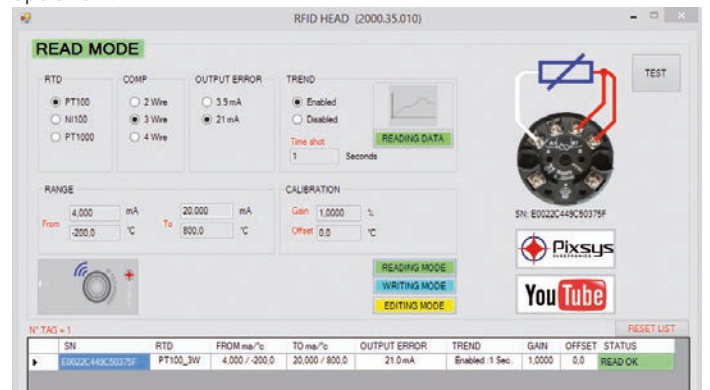 RFID HEAD (2000.35.010)
READ MODE
RTD
PT100
NI100
PT1000
COMP
2 Wire
3 Wire
4 Wire
OUTPUT ERROR
3.9 mA
21 mA
TREND
Enabled
Disabled
Time shot
1 Seconds
READING DATA
TEST
RANGE
From
4,000 mA
-200,0 °C
To
20,000 mA
800,0 °C
CALIBRATION
Gain 1,0000 %
Offset 0,0 °C
SN: E0022C449C50375F
Pixsys
ELECTRONICS
YouTube
READING MODE
WRITING MODE
EDITING MODE
N° TAG = 1
RESET LIST
SN RTD FROM ma/°c TO ma/°c OUTPUT ERROR TREND GAIN OFFSET STATUS
E0022C449C50375F PT100_3W 4,000 / -200,0 20,000 / 800,0 21.0 mA Enabled :1 Sec. 1,0000 0,0 READ OK